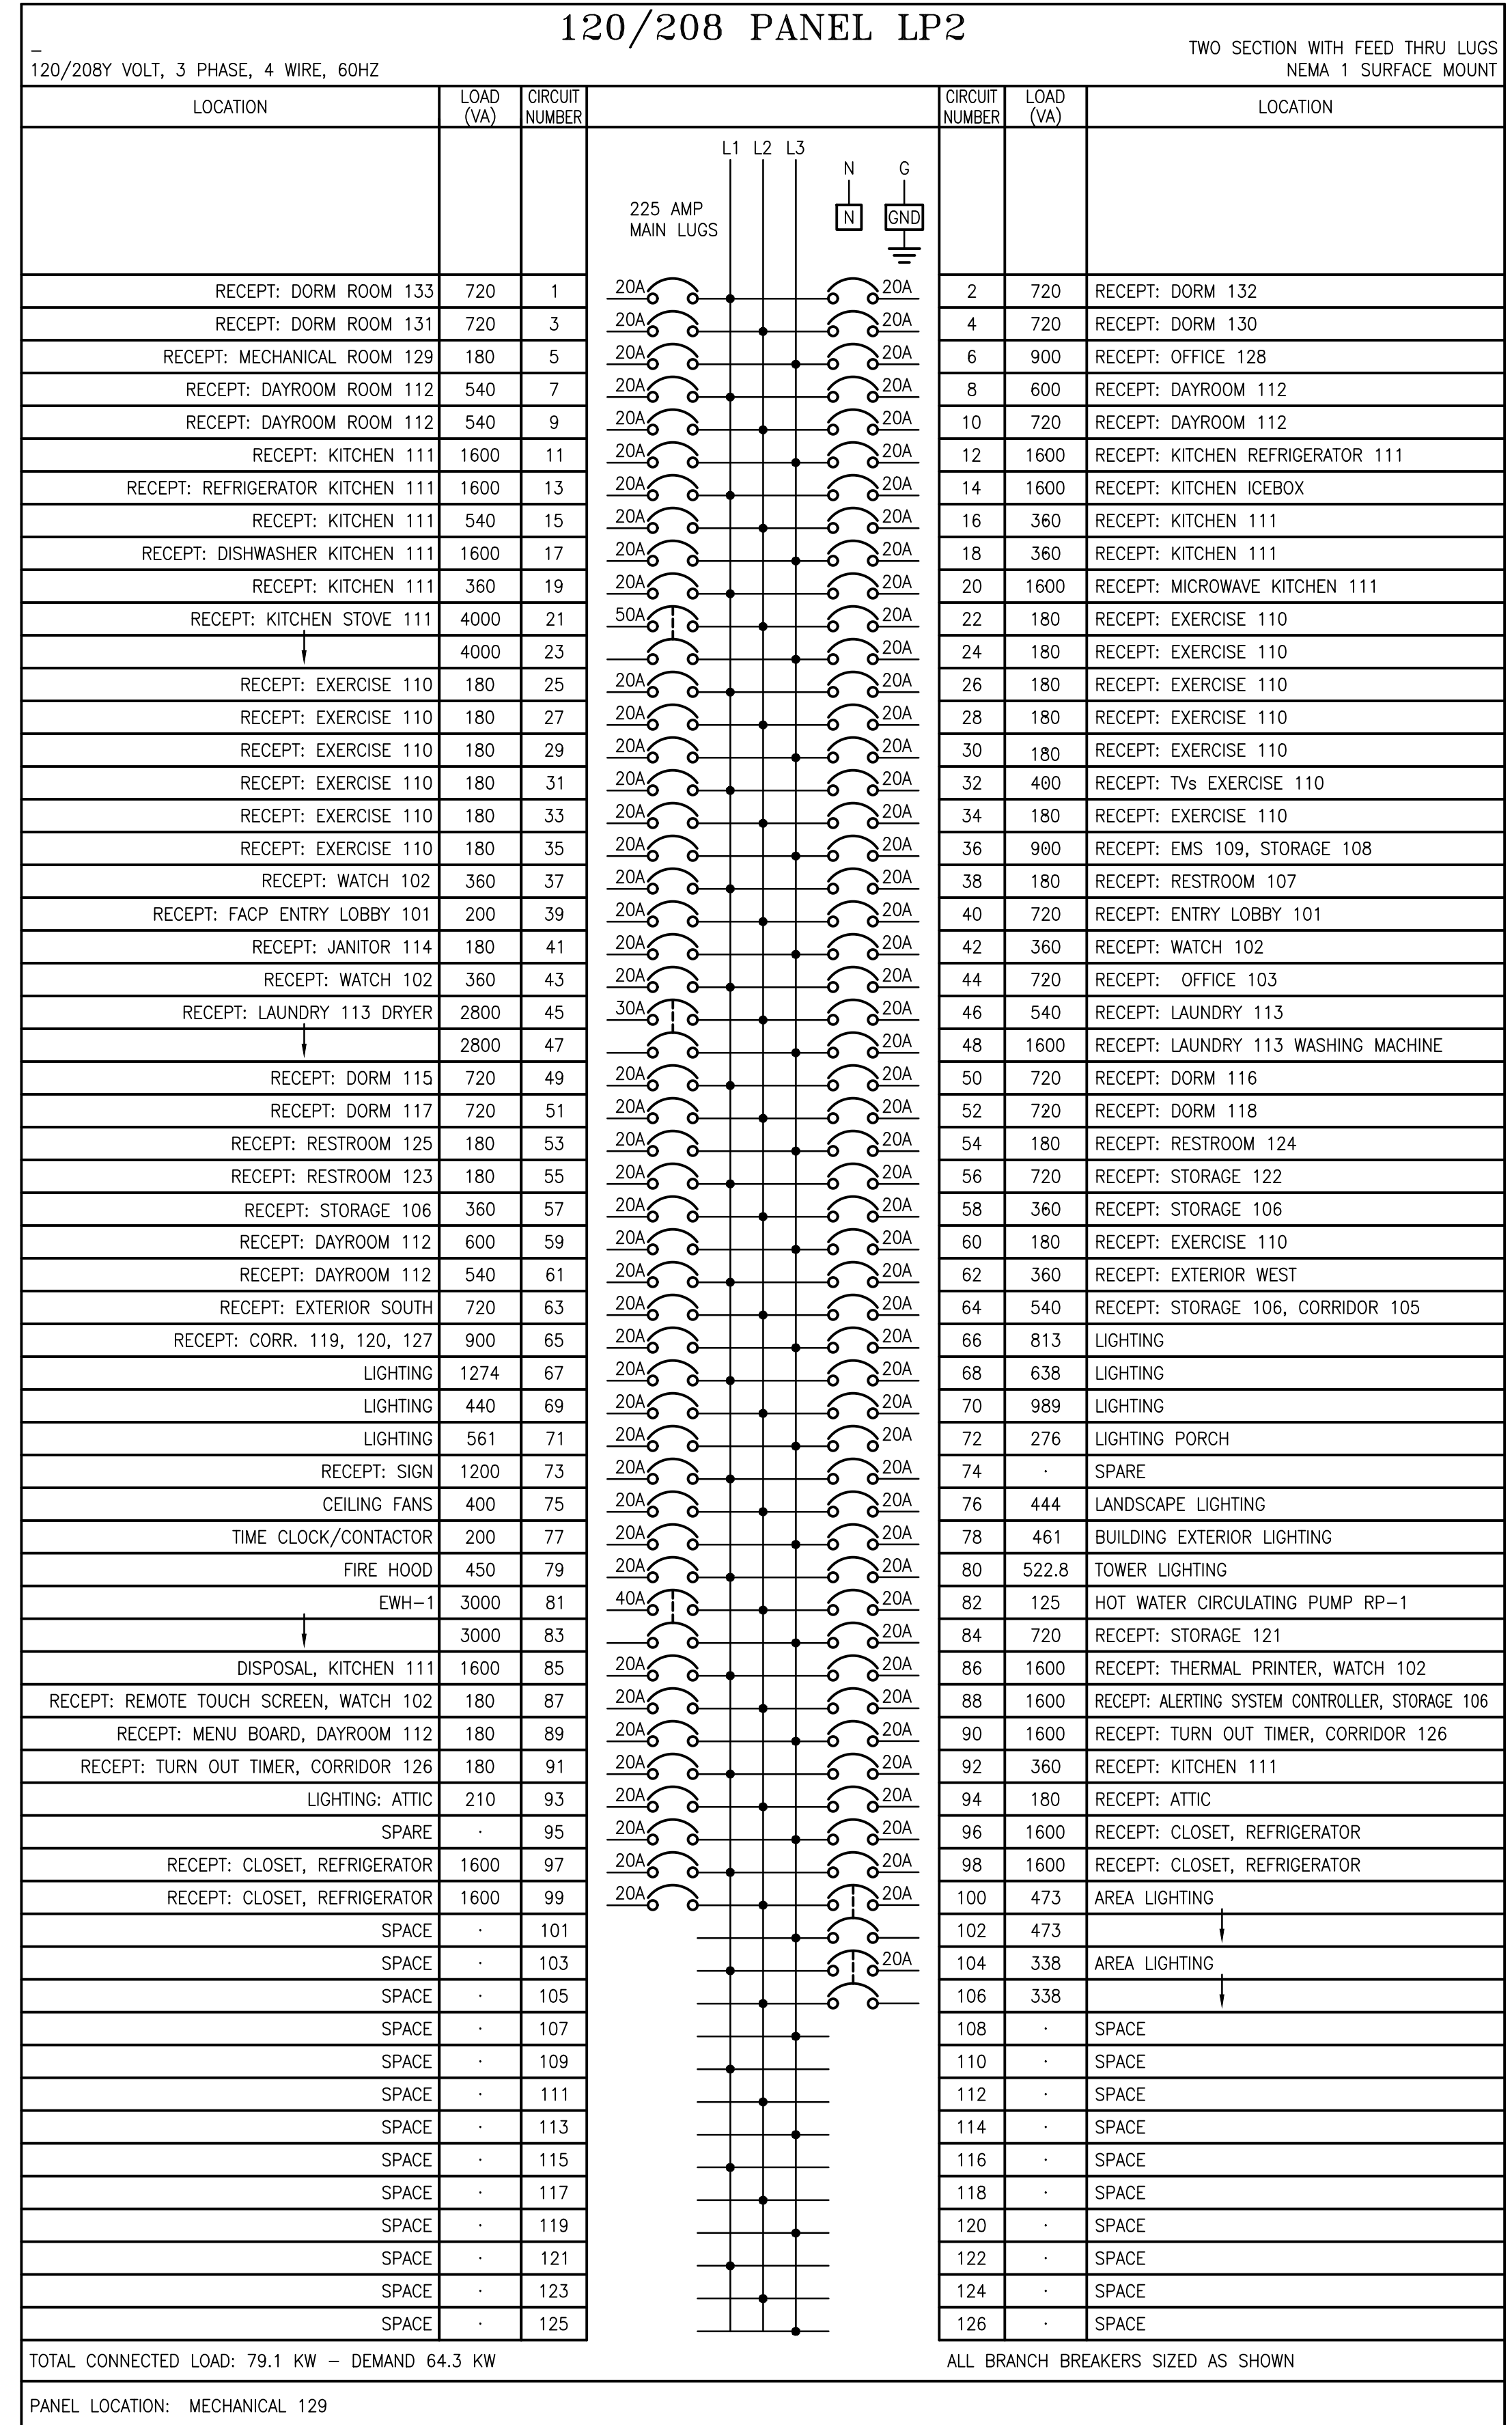 120/208 PANEL LP2
120/208Y VOLT, 3 PHASE, 4 WIRE, 60HZ
TWO SECTION WITH FEED THRU LUGS
NEMA 1 SURFACE MOUNT
LOCATION LOAD (VA) CIRCUIT NUMBER CIRCUIT NUMBER LOAD (VA) LOCATION
L1 L2 L3
N G
225 AMP
MAIN LUGS
N GND
RECEPT: DORM ROOM 133 720 1 20A 20A 2 720 RECEPT: DORM 132
RECEPT: DORM ROOM 131 720 3 20A 20A 4 720 RECEPT: DORM 130
RECEPT: MECHANICAL ROOM 129 180 5 20A 20A 6 900 RECEPT: OFFICE 128
RECEPT: DAYROOM ROOM 112 540 7 20A 20A 8 600 RECEPT: DAYROOM 112
RECEPT: DAYROOM ROOM 112 540 9 20A 20A 10 720 RECEPT: DAYROOM 112
RECEPT: KITCHEN 111 1600 11 20A 20A 12 1600 RECEPT: KITCHEN REFRIGERATOR 111
RECEPT: REFRIGERATOR KITCHEN 111 1600 13 20A 20A 14 1600 RECEPT: KITCHEN ICEBOX
RECEPT: KITCHEN 111 540 15 20A 20A 16 360 RECEPT: KITCHEN 111
RECEPT: DISHWASHER KITCHEN 111 1600 17 20A 20A 18 360 RECEPT: KITCHEN 111
RECEPT: KITCHEN 111 360 19 20A 20A 20 1600 RECEPT: MICROWAVE KITCHEN 111
RECEPT: KITCHEN STOVE 111 4000 21 50A 20A 22 180 RECEPT: EXERCISE 110
4000 23 20A 24 180 RECEPT: EXERCISE 110
RECEPT: EXERCISE 110 180 25 20A 20A 26 180 RECEPT: EXERCISE 110
RECEPT: EXERCISE 110 180 27 20A 20A 28 180 RECEPT: EXERCISE 110
RECEPT: EXERCISE 110 180 29 20A 20A 30 180 RECEPT: EXERCISE 110
RECEPT: EXERCISE 110 180 31 20A 20A 32 400 RECEPT: TVs EXERCISE 110
RECEPT: EXERCISE 110 180 33 20A 20A 34 180 RECEPT: EXERCISE 110
RECEPT: EXERCISE 110 180 35 20A 20A 36 900 RECEPT: EMS 109, STORAGE 108
RECEPT: WATCH 102 360 37 20A 20A 38 180 RECEPT: RESTROOM 107
RECEPT: FACP ENTRY LOBBY 101 200 39 20A 20A 40 720 RECEPT: ENTRY LOBBY 101
RECEPT: JANITOR 114 180 41 20A 20A 42 360 RECEPT: WATCH 102
RECEPT: WATCH 102 360 43 20A 20A 44 720 RECEPT: OFFICE 103
RECEPT: LAUNDRY 113 DRYER 2800 45 30A 20A 46 540 RECEPT: LAUNDRY 113
2800 47 20A 48 1600 RECEPT: LAUNDRY 113 WASHING MACHINE
RECEPT: DORM 115 720 49 20A 20A 50 720 RECEPT: DORM 116
RECEPT: DORM 117 720 51 20A 20A 52 720 RECEPT: DORM 118
RECEPT: RESTROOM 125 180 53 20A 20A 54 180 RECEPT: RESTROOM 124
RECEPT: RESTROOM 123 180 55 20A 20A 56 720 RECEPT: STORAGE 122
RECEPT: STORAGE 106 360 57 20A 20A 58 360 RECEPT: STORAGE 106
RECEPT: DAYROOM 112 600 59 20A 20A 60 180 RECEPT: EXERCISE 110
RECEPT: DAYROOM 112 540 61 20A 20A 62 360 RECEPT: EXTERIOR WEST
RECEPT: EXTERIOR SOUTH 720 63 20A 20A 64 540 RECEPT: STORAGE 106, CORRIDOR 105
RECEPT: CORR. 119, 120, 127 900 65 20A 20A 66 813 LIGHTING
LIGHTING 1274 67 20A 20A 68 638 LIGHTING
LIGHTING 440 69 20A 20A 70 989 LIGHTING
LIGHTING 561 71 20A 20A 72 276 LIGHTING PORCH
RECEPT: SIGN 1200 73 20A 20A 74 · SPARE
CEILING FANS 400 75 20A 20A 76 444 LANDSCAPE LIGHTING
TIME CLOCK/CONTACTOR 200 77 20A 20A 78 461 BUILDING EXTERIOR LIGHTING
FIRE HOOD 450 79 20A 20A 80 522.8 TOWER LIGHTING
EWH-1 3000 81 40A 20A 82 125 HOT WATER CIRCULATING PUMP RP-1
3000 83 20A 84 720 RECEPT: STORAGE 121
DISPOSAL, KITCHEN 111 1600 85 20A 20A 86 1600 RECEPT: THERMAL PRINTER, WATCH 102
RECEPT: REMOTE TOUCH SCREEN, WATCH 102 180 87 20A 20A 88 1600 RECEPT: ALERTING SYSTEM CONTROLLER, STORAGE 106
RECEPT: MENU BOARD, DAYROOM 112 180 89 20A 20A 90 1600 RECEPT: TURN OUT TIMER, CORRIDOR 126
RECEPT: TURN OUT TIMER, CORRIDOR 126 180 91 20A 20A 92 360 RECEPT: KITCHEN 111
LIGHTING: ATTIC 210 93 20A 20A 94 180 RECEPT: ATTIC
SPARE · 95 20A 20A 96 1600 RECEPT: CLOSET, REFRIGERATOR
RECEPT: CLOSET, REFRIGERATOR 1600 97 20A 20A 98 1600 RECEPT: CLOSET, REFRIGERATOR
RECEPT: CLOSET, REFRIGERATOR 1600 99 20A 20A 100 473 AREA LIGHTING
SPACE · 101 102 473
SPACE · 103 20A 104 338 AREA LIGHTING
SPACE · 105 106 338
SPACE · 107 108 · SPACE
SPACE · 109 110 · SPACE
SPACE · 111 112 · SPACE
SPACE · 113 114 · SPACE
SPACE · 115 116 · SPACE
SPACE · 117 118 · SPACE
SPACE · 119 120 · SPACE
SPACE · 121 122 · SPACE
SPACE · 123 124 · SPACE
SPACE · 125 126 · SPACE
TOTAL CONNECTED LOAD: 79.1 KW - DEMAND 64.3 KW
ALL BRANCH BREAKERS SIZED AS SHOWN
PANEL LOCATION: MECHANICAL 129